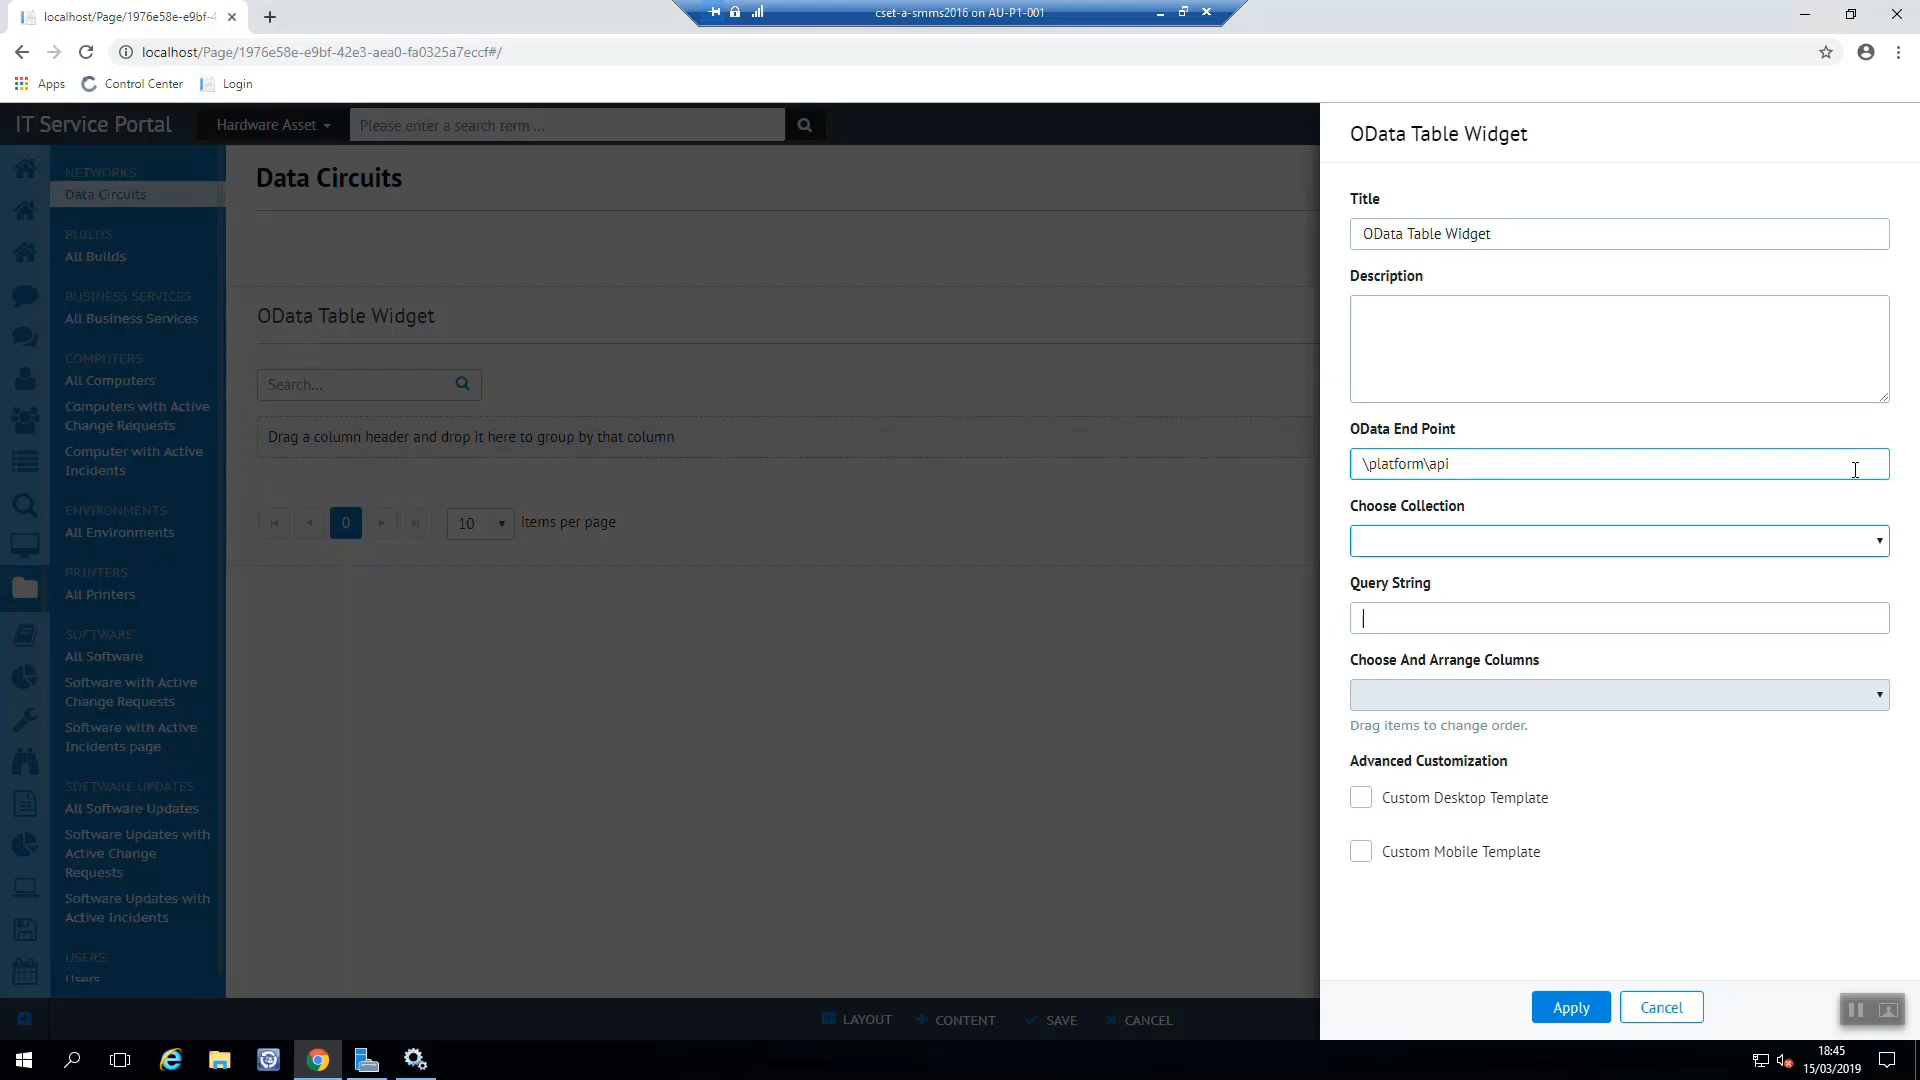 localhost/Page/1976e58e-e9bf-4
cset-a-smms2016 on AU-P1-001
localhost/Page/1976e58e-e9bf-42e3-aea0-fa0325a7eccf#/
Apps
Control Center
Login
IT Service Portal
Hardware Asset
Please enter a search term ...
NETWORKS
Data Circuits
BUILDS
All Builds
BUSINESS SERVICES
All Business Services
COMPUTERS
All Computers
Computers with Active
Change Requests
Computer with Active
Incidents
ENVIRONMENTS
All Environments
PRINTERS
All Printers
SOFTWARE
All Software
Software with Active
Change Requests
Software with Active
Incidents page
SOFTWARE UPDATES
All Software Updates
Software Updates with
Active Change
Requests
Software Updates with
Active Incidents
USERS
Users
Data Circuits
OData Table Widget
Search...
Drag a column header and drop it here to group by that column
0
10
items per page
LAYOUT
CONTENT
SAVE
CANCEL
OData Table Widget
Title
OData Table Widget
Description
OData End Point
\platform\api
Choose Collection
Query String
Choose And Arrange Columns
Drag items to change order.
Advanced Customization
Custom Desktop Template
Custom Mobile Template
Apply
Cancel
18:45
15/03/2019